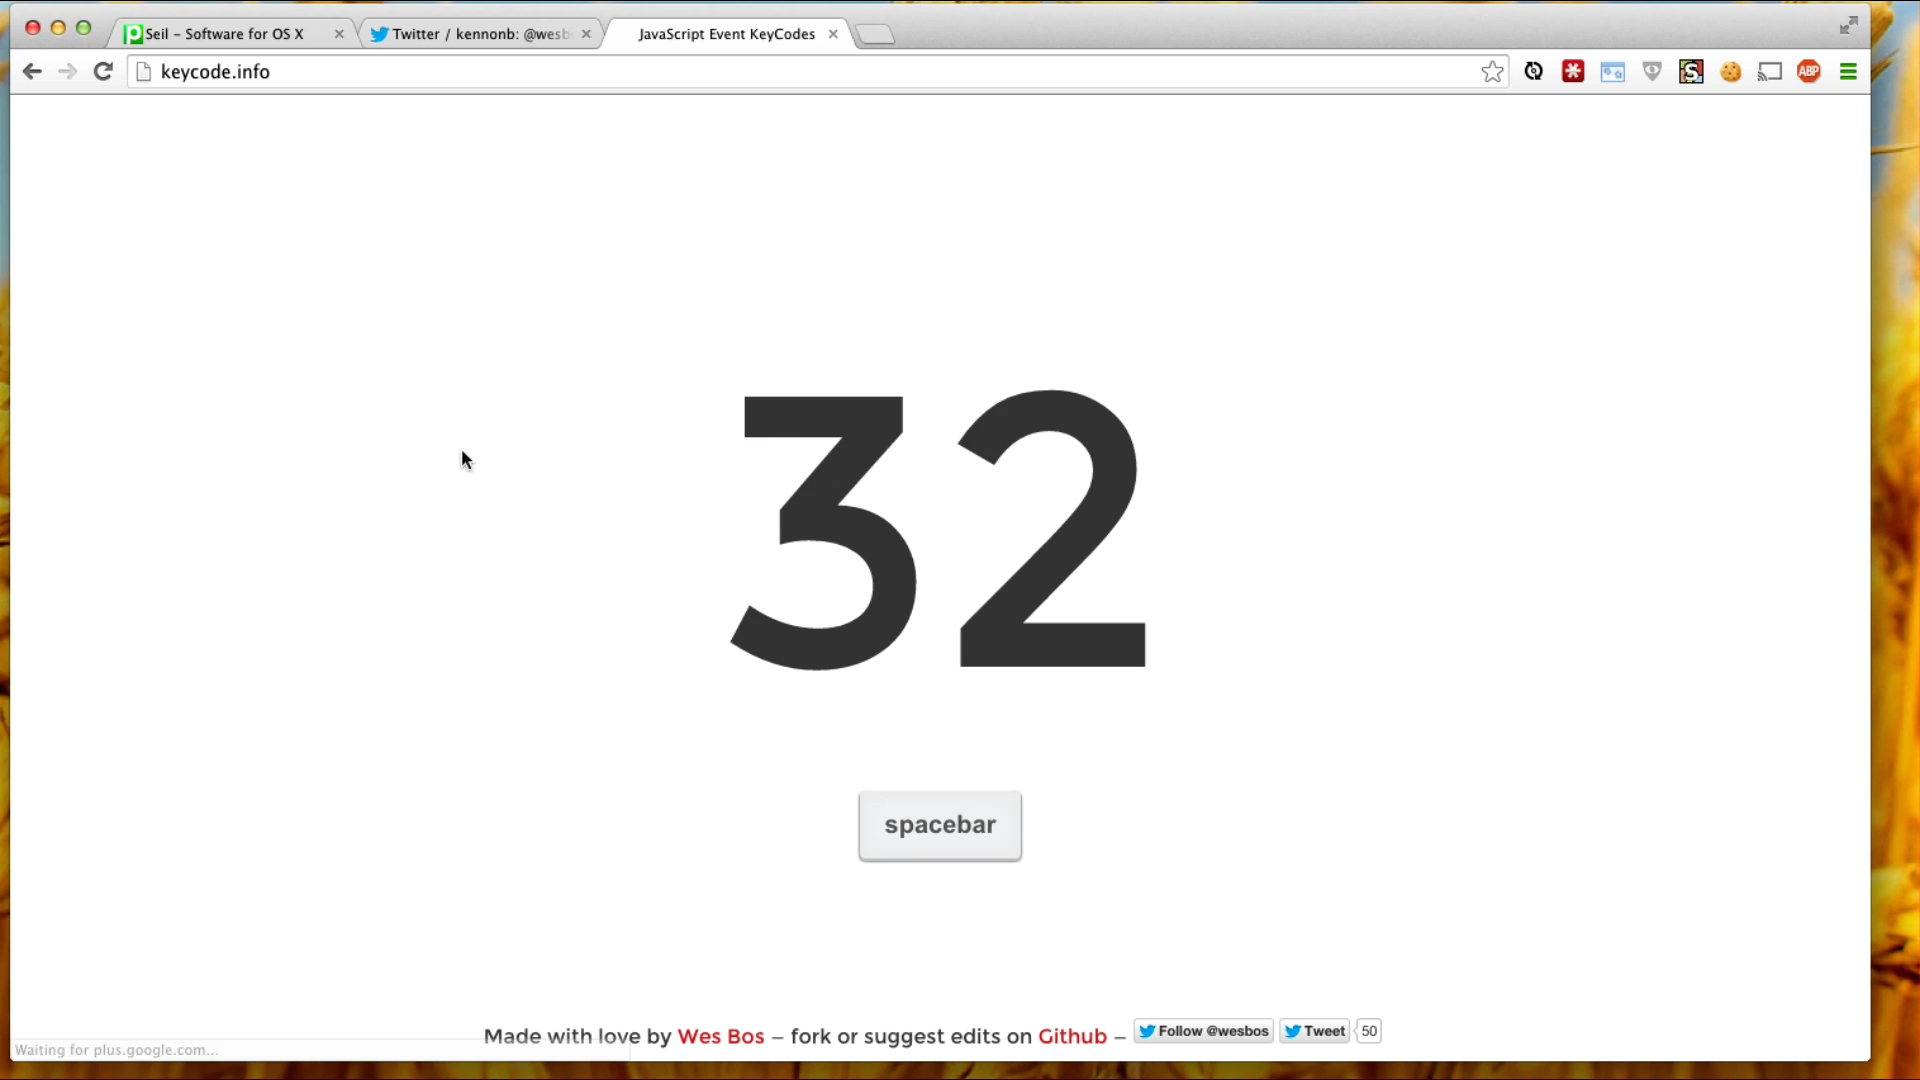 Seil – Software for OS X
Twitter / kennonb: @wesb
JavaScript Event KeyCodes
keycode.info
ABP
32
spacebar
Made with love by Wes Bos – fork or suggest edits on Github –
Follow @wesbos
Tweet
50
Waiting for plus.google.com...